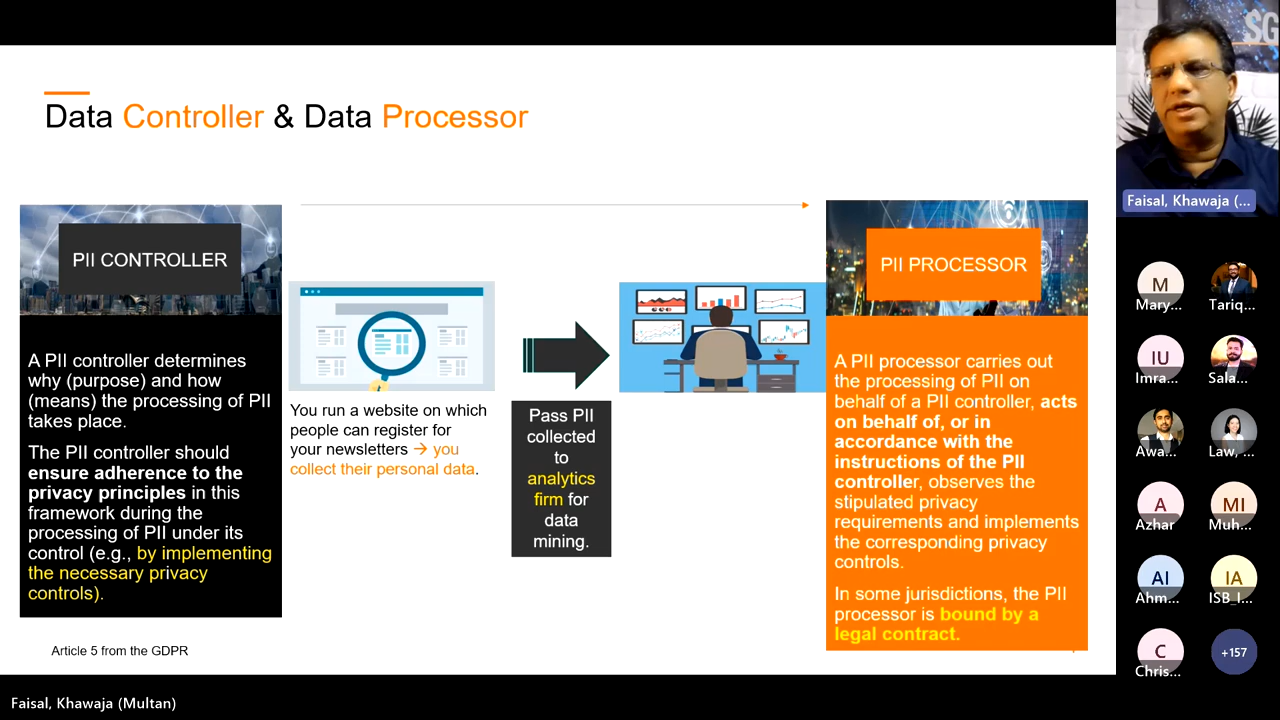 Data Controller & Data Processor
PII CONTROLLER
A PII controller determines
why (purpose) and how
(means) the processing of PII
takes place.
The PII controller should
ensure adherence to the
privacy principles in this
framework during the
processing of PII under its
control (e.g., by implementing
the necessary privacy
controls).
You run a website on which
people can register for
your newsletters → you
collect their personal data.
Pass PII
collected
to
analytics
firm for
data
mining.
PII PROCESSOR
A PII processor carries out
the processing of PII on
behalf of a PII controller, acts
on behalf of, or in
accordance with the
instructions of the PII
controller, observes the
stipulated privacy
requirements and implements
the corresponding privacy
controls.
In some jurisdictions, the PII
processor is bound by a
legal contract.
Article 5 from the GDPR
Faisal, Khawaja (Multan)
SG
Faisal, Khawaja (...
M
Mary...
Tariq...
IU
Imra...
Sala...
Awa...
Law, ...
A
Azhar
MI
Muh...
AI
Ahm...
IA
ISB_I...
C
Chris...
+157